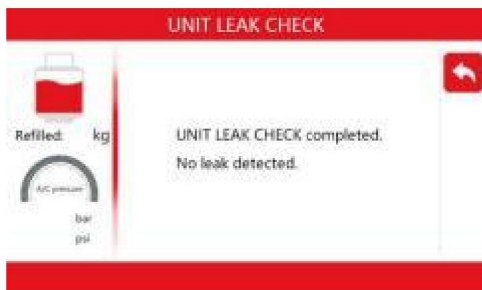 UNIT LEAK CHECK
Refilled: kg
A/C pressure
bar
psi
UNIT LEAK CHECK completed.
No leak detected.